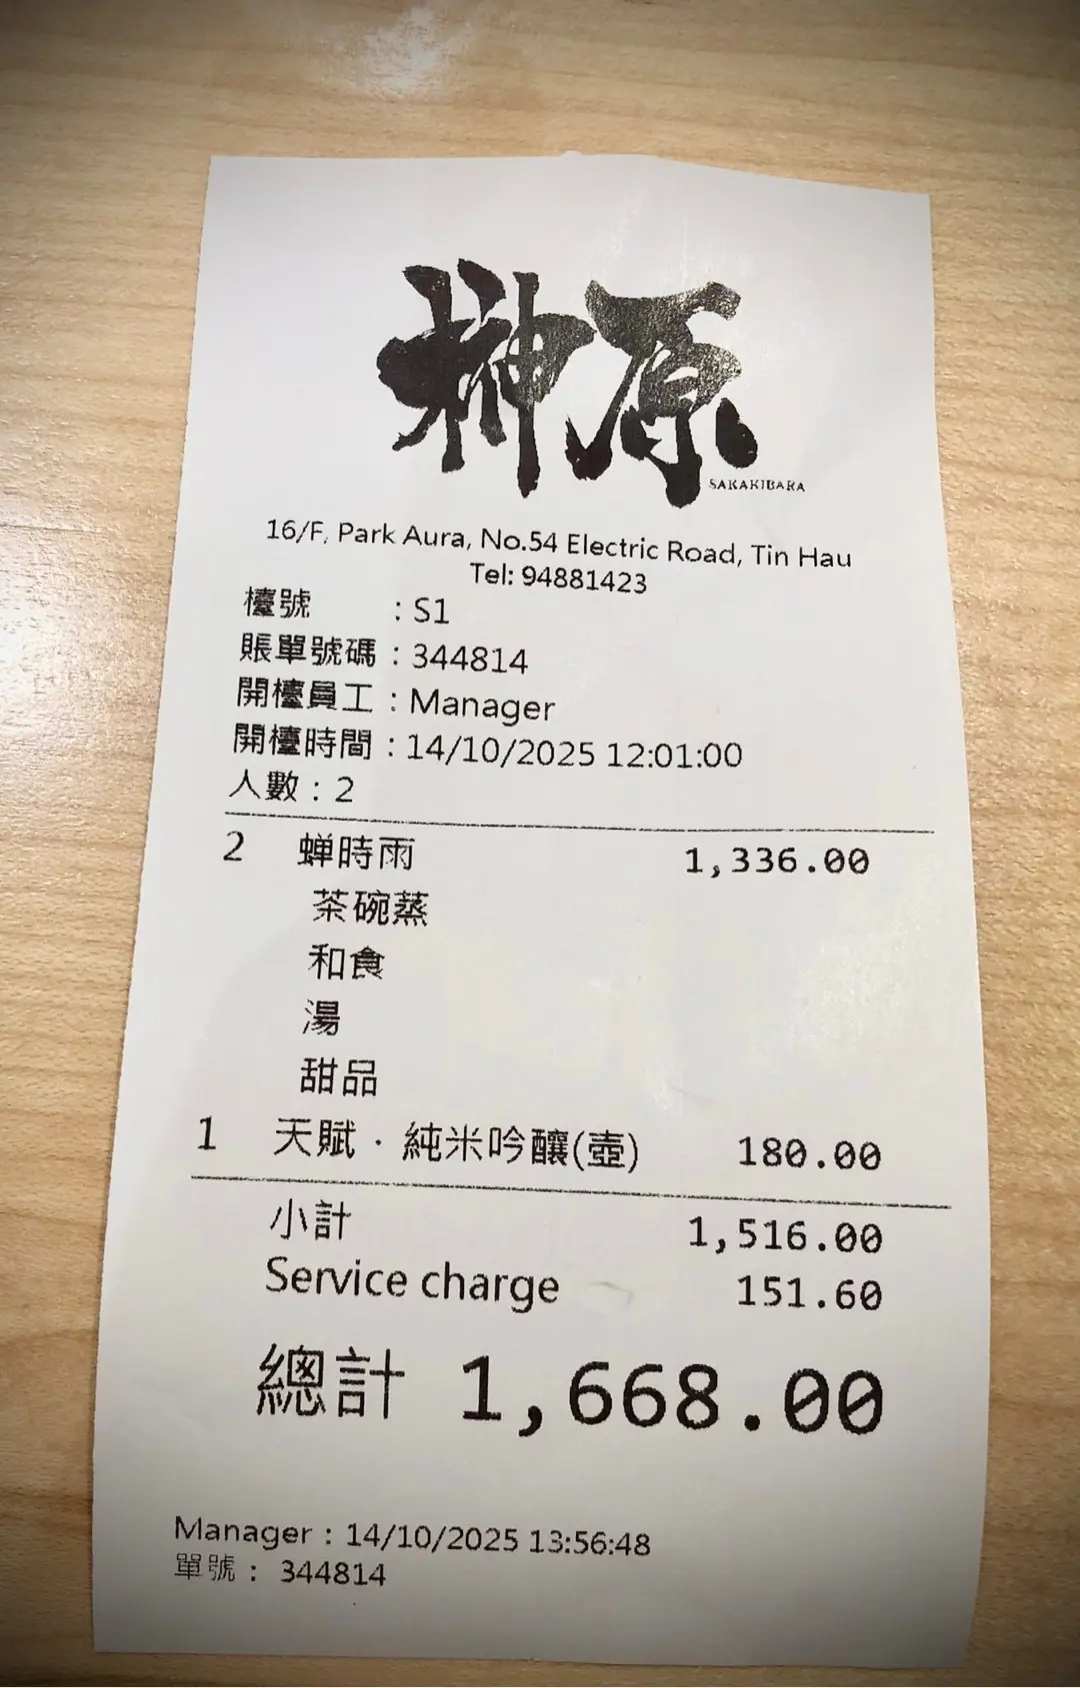 榊原
SAKAKIBARA
16/F, Park Aura, No.54 Electric Road, Tin Hau
Tel: 94881423
檯號 : S1
賬單號碼 : 344814
開檯員工 : Manager
開檯時間 : 14/10/2025 12:01:00
人數 : 2
2 蝉時雨 1,336.00
茶碗蒸
和食
湯
甜品
1 天賦 · 純米吟釀(壺) 180.00
小計 1,516.00
Service charge 151.60
總計 1,668.00
Manager : 14/10/2025 13:56:48
單號 : 344814